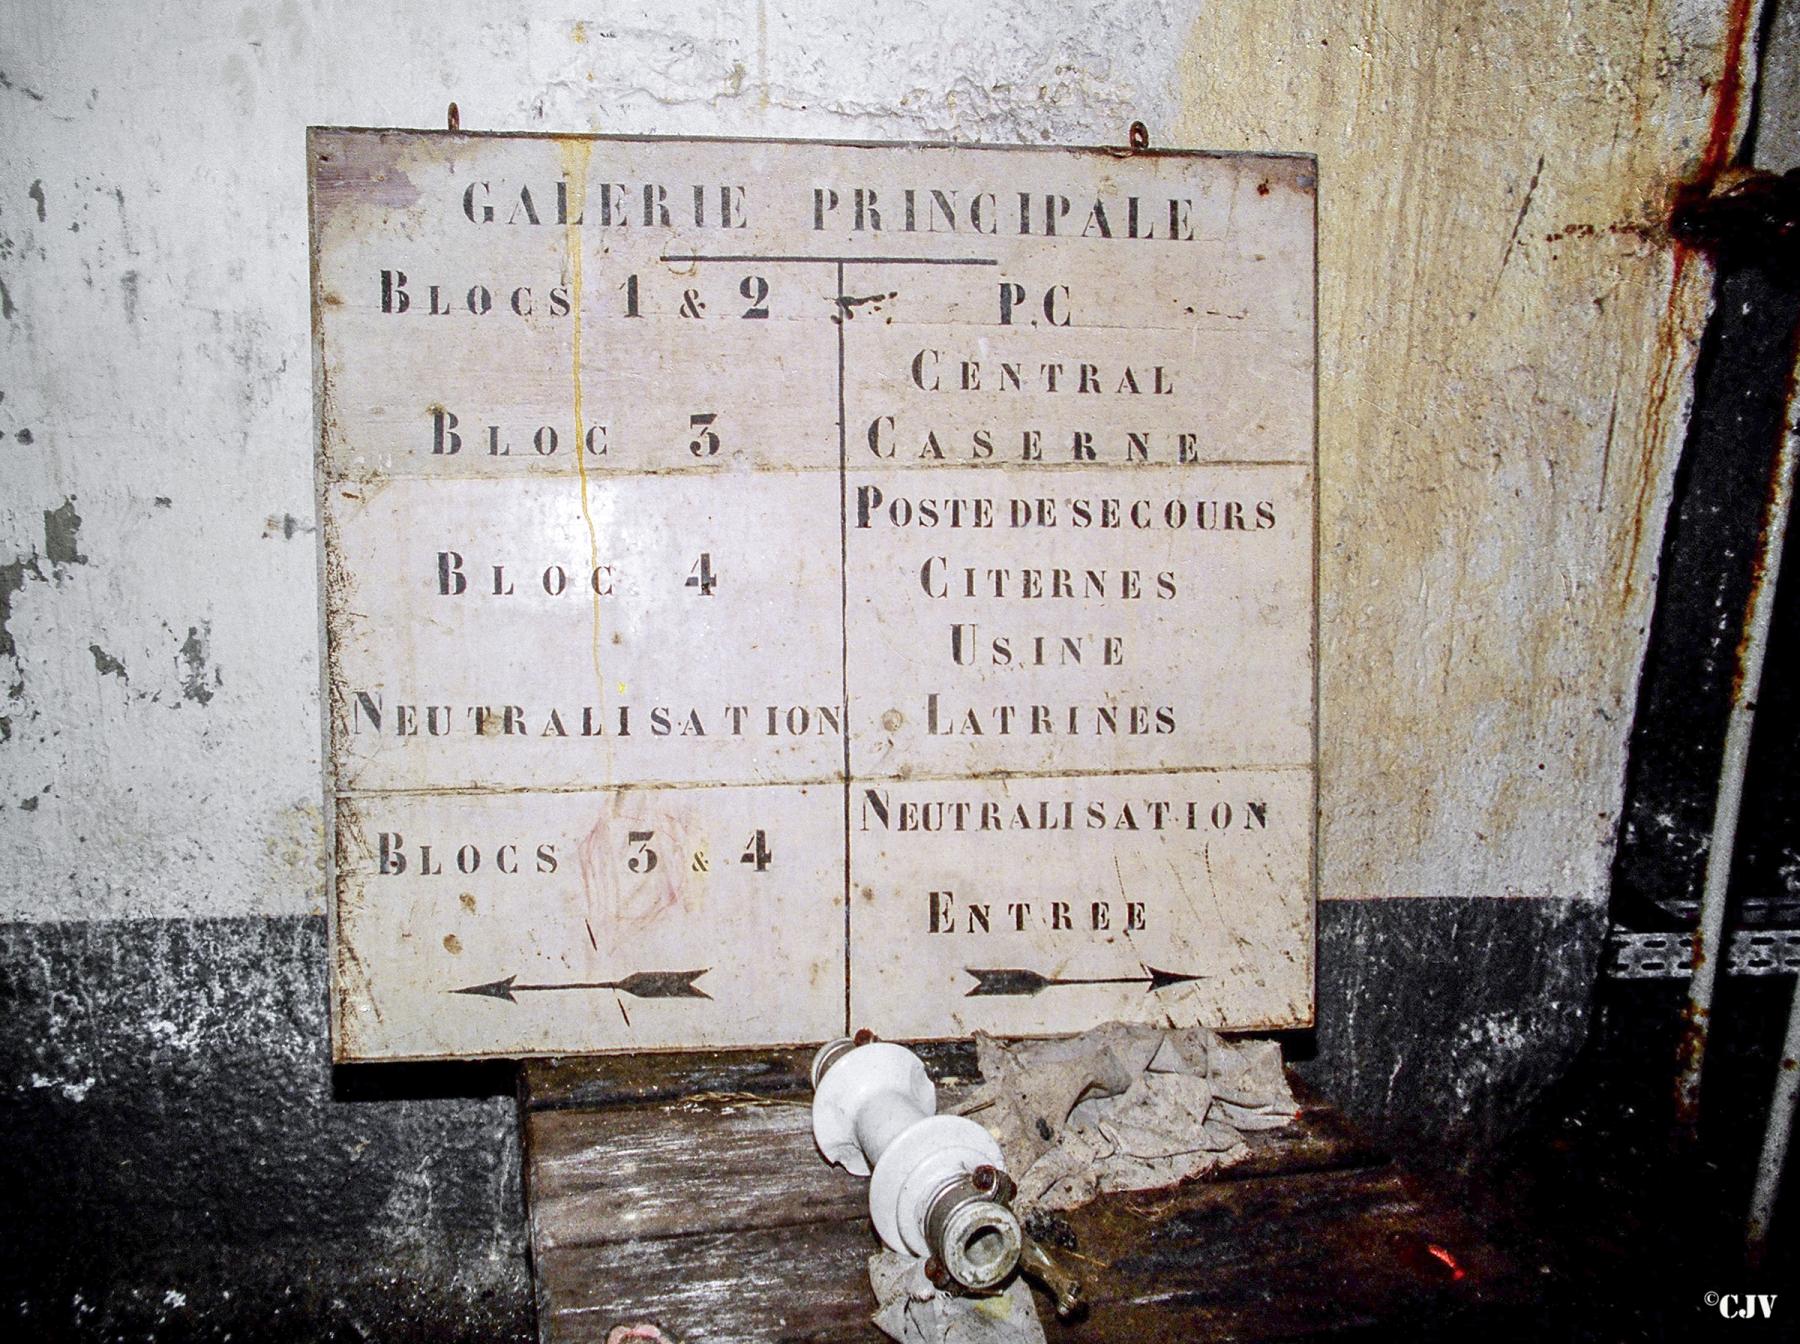 GALERIE PRINCIPALE
BLOCS 1 & 2
BLOC 3
BLOC 4
NEUTRALISATION
BLOCS 3 & 4
P.C
CENTRAL
CASERNE
POSTE DE SECOURS
CITERNES
USINE
LATRINES
NEUTRALISATION
ENTREE
©CJV